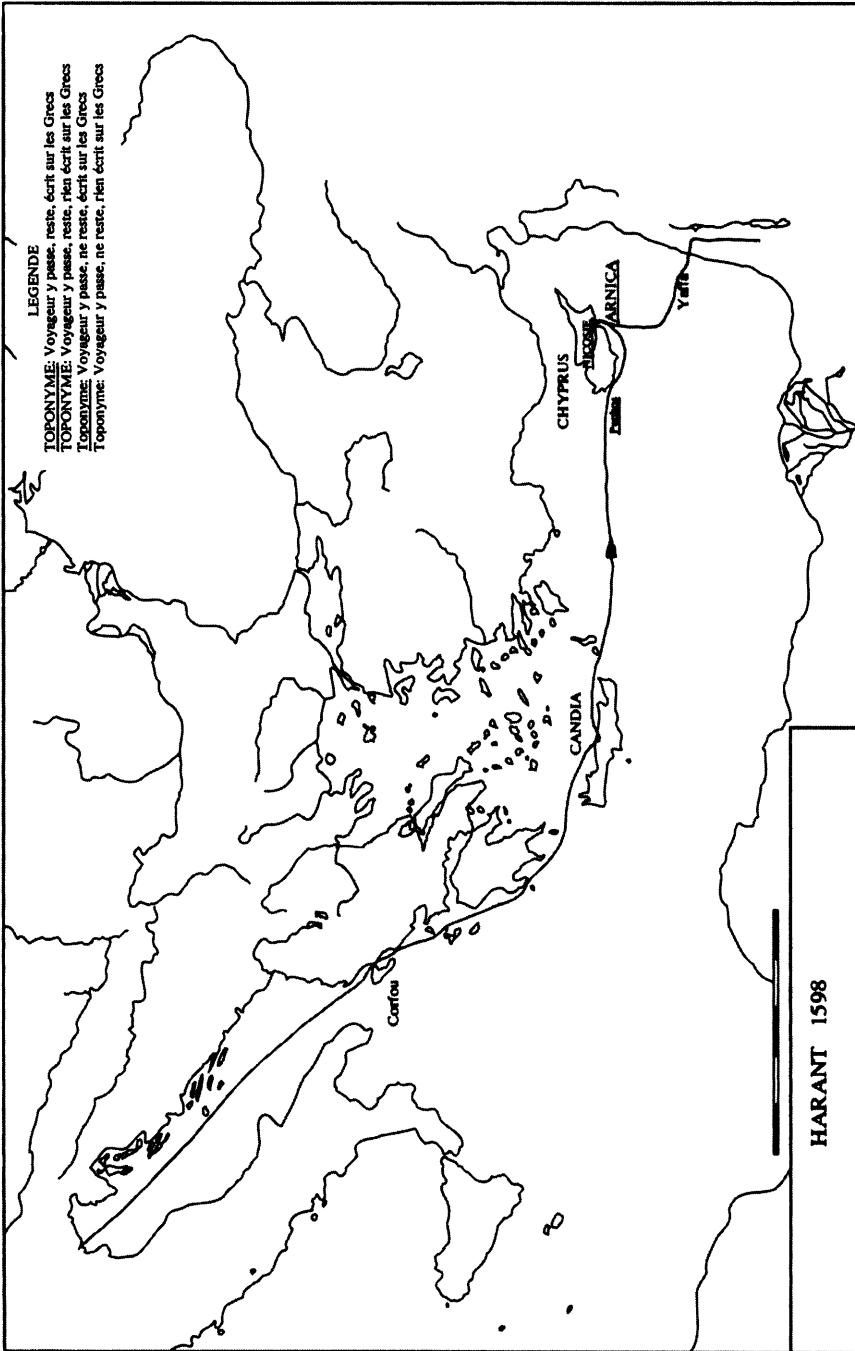 LEGENDE
TOPONYME: Voyageur y passe, reste, écrit sur les Grecs
TOPONYME: Voyageur y passe, reste, rien écrit sur les Grecs
Toponyme: Voyageur y passe, ne reste, écrit sur les Grecs
Toponyme: Voyageur y passe, ne reste, rien écrit sur les Grecs
Corfou
CANDIA
CHYPRUS
NICOSIE
ARNICA
Yaffa
HARANT 1598